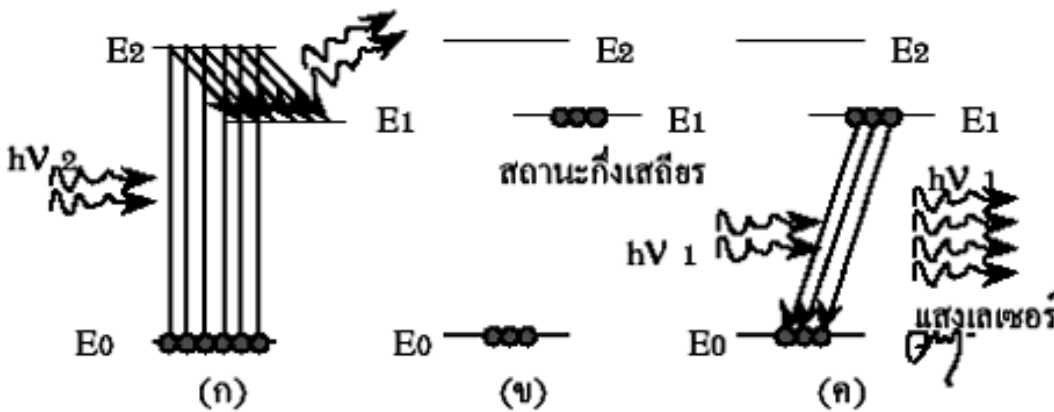 E2
E1
hν 2
E0
(ก)
E2
E1
สถานะกึ่งเสถียร
E0
(ข)
E2
E1
hν 1
hν 1
แสงเลเซอร์
E0
(ค)